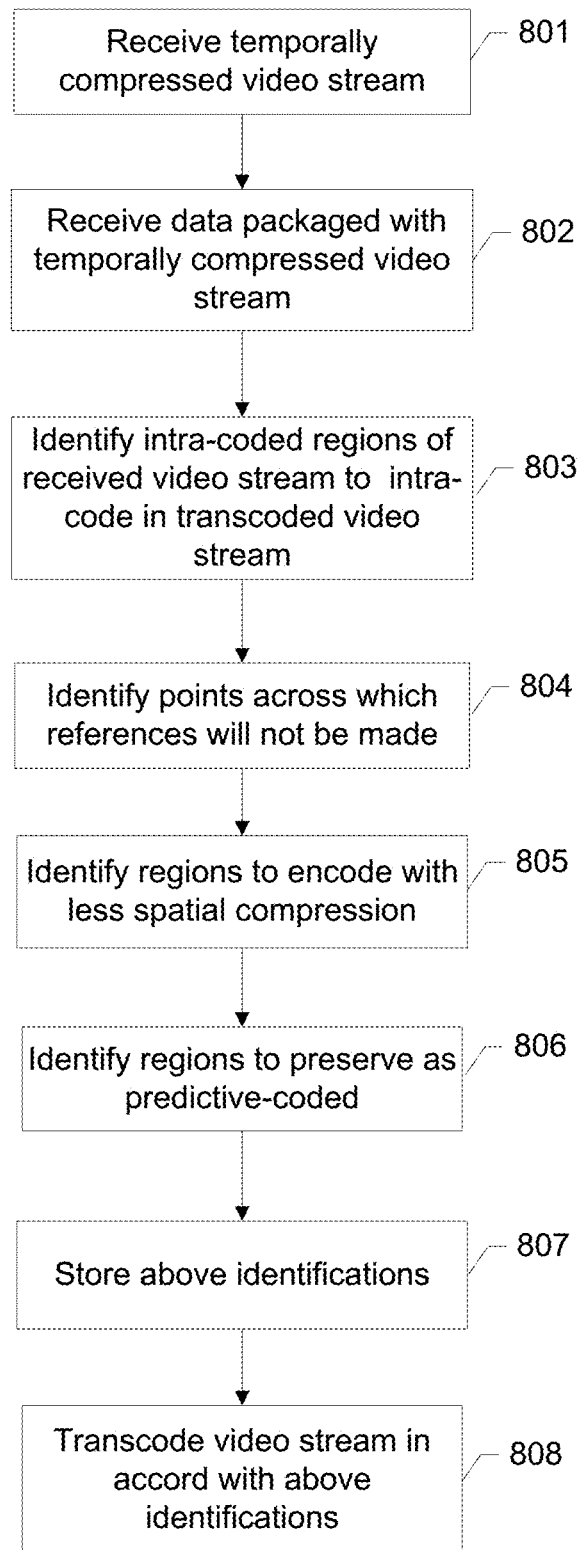 Receive temporally
compressed video stream
801
Receive data packaged with
temporally compressed video
stream
802
Identify intra-coded regions of
received video stream to intra-
code in transcoded video
stream
803
Identify points across which
references will not be made
804
Identify regions to encode with
less spatial compression
805
Identify regions to preserve as
predictive-coded
806
Store above identifications
807
Transcode video stream in
accord with above
identifications
808